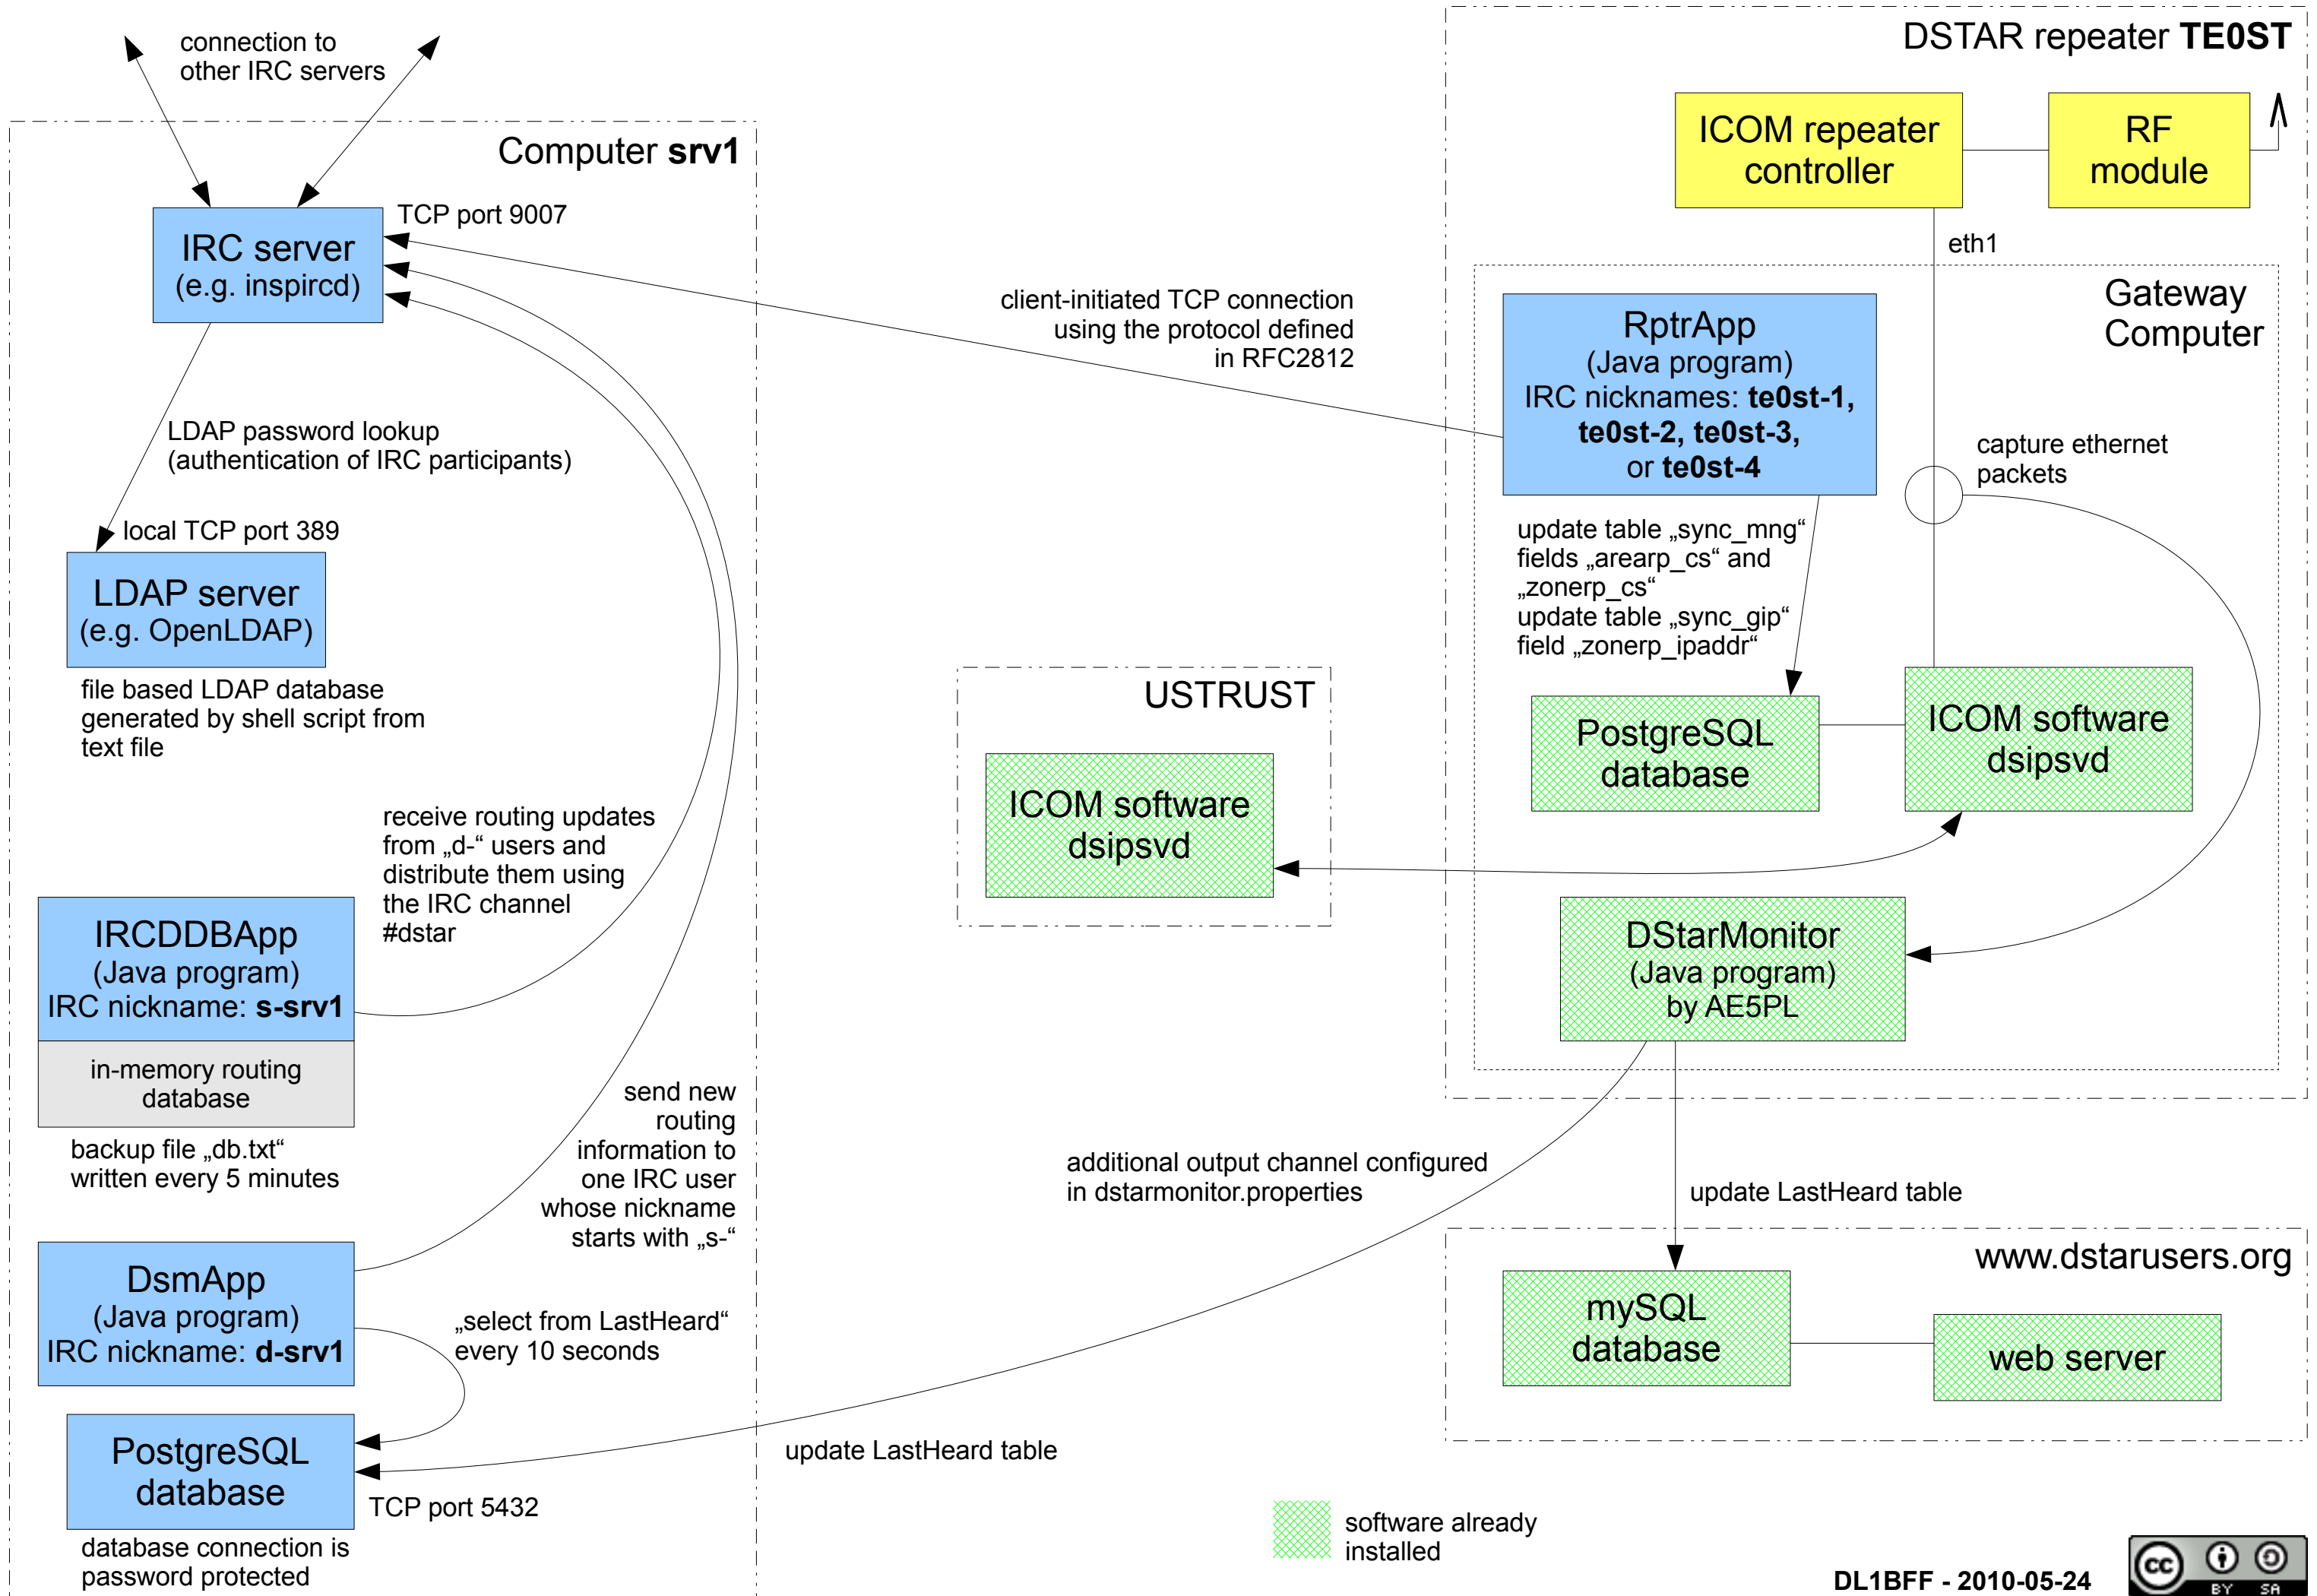 connection to
other IRC servers
Computer srv1
TCP port 9007
IRC server
(e.g. inspircd)
LDAP password lookup
(authentication of IRC participants)
local TCP port 389
LDAP server
(e.g. OpenLDAP)
file based LDAP database
generated by shell script from
text file
receive routing updates
from „d-“ users and
distribute them using
the IRC channel
#dstar
IRCDDBApp
(Java program)
IRC nickname: s-srv1
in-memory routing
database
backup file „db.txt“
written every 5 minutes
send new
routing
information to
one IRC user
whose nickname
starts with „s-“
DsmApp
(Java program)
IRC nickname: d-srv1
„select from LastHeard“
every 10 seconds
PostgreSQL
database
TCP port 5432
database connection is
password protected
client-initiated TCP connection
using the protocol defined
in RFC2812
USTRUST
ICOM software
dsipsvd
additional output channel configured
in dstarmonitor.properties
update LastHeard table
DSTAR repeater TE0ST
ICOM repeater
controller
RF
module
eth1
Gateway
Computer
RptrApp
(Java program)
IRC nicknames: te0st-1,
te0st-2, te0st-3,
or te0st-4
capture ethernet
packets
update table „sync_mng“
fields „arearp_cs“ and
„zonerp_cs“
update table „sync_gip“
field „zonerp_ipaddr“
PostgreSQL
database
ICOM software
dsipsvd
DStarMonitor
(Java program)
by AE5PL
update LastHeard table
www.dstarusers.org
mySQL
database
web server
software already
installed
DL1BFF - 2010-05-24
cc
BY SA